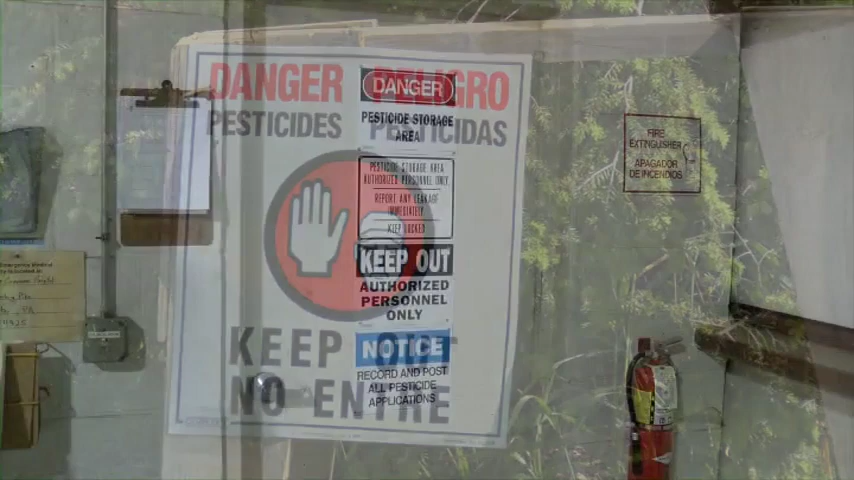 DANGER PELIGRO
PESTICIDES PESTICIDAS
KEEP OUT
NO ENTRE
DANGER
PESTICIDE STORAGE
AREA
PESTICIDE STORAGE AREA
AUTHORIZED PERSONNEL ONLY
REPORT ANY LEAKAGE
IMMEDIATELY
KEEP LOCKED
KEEP OUT
AUTHORIZED
PERSONNEL
ONLY
NOTICE
RECORD AND POST
ALL PESTICIDE
APPLICATIONS
FIRE
EXTINGUISHER
APAGADOR
DE INCENDIOS